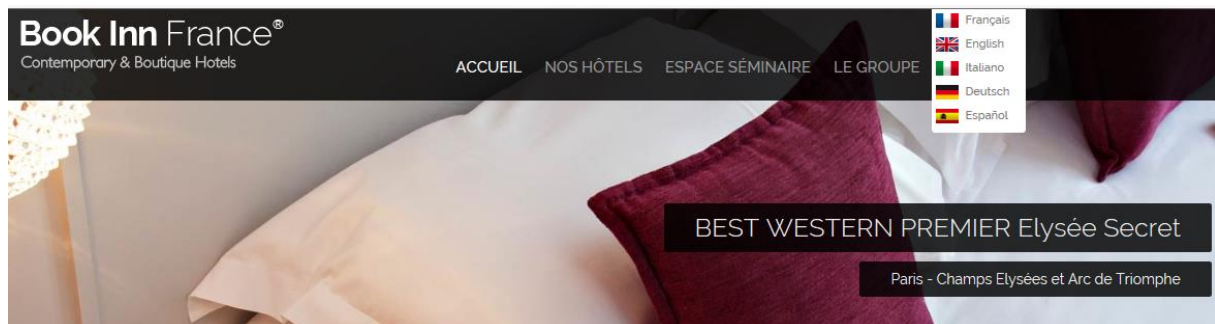 Book Inn France®
Contemporary & Boutique Hotels
ACCUEIL NOS HÔTELS ESPACE SÉMINAIRE LE GROUPE
Français
English
Italiano
Deutsch
Español
BEST WESTERN PREMIER Elysée Secret
Paris - Champs Elysées et Arc de Triomphe